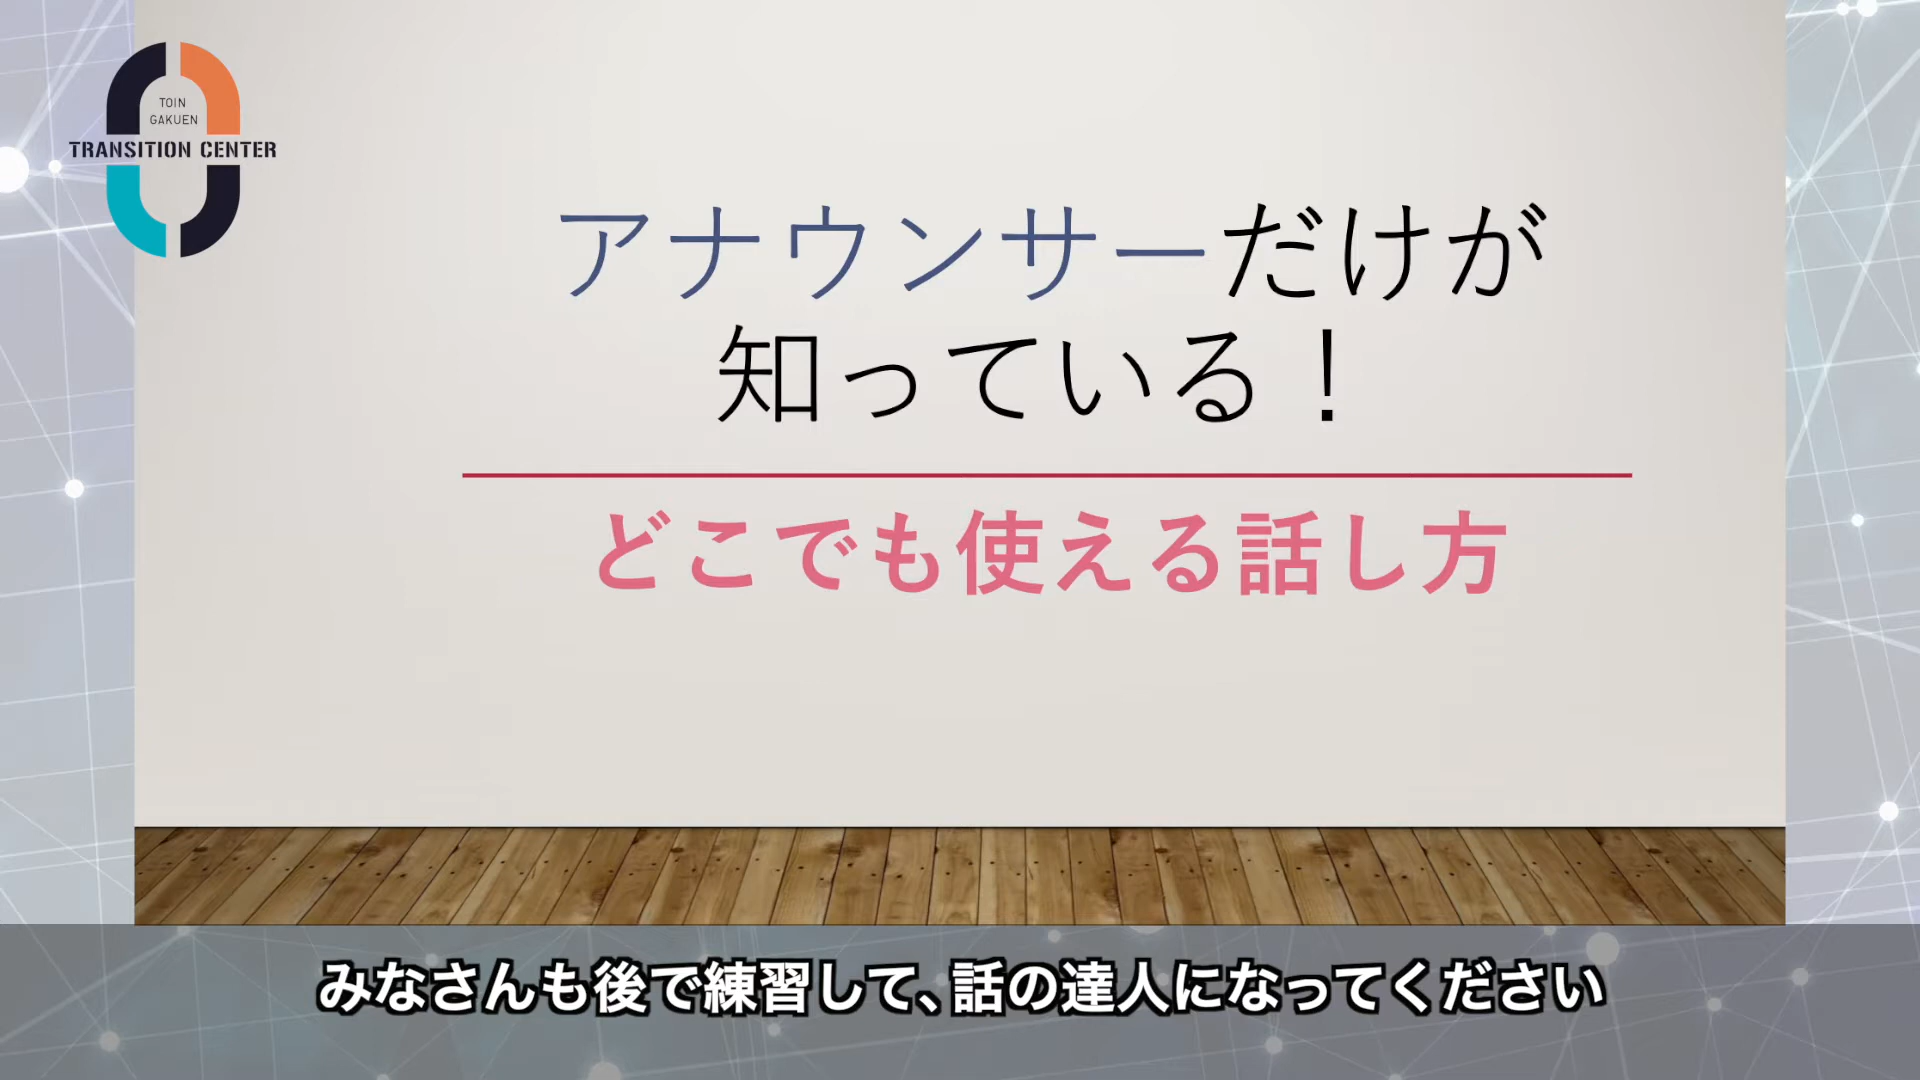 TOIN
GAKUEN
TRANSITION CENTER
アナウンサーだけが
知っている！
どこでも使える話し方
みなさんも後で練習して、話の達人になってください